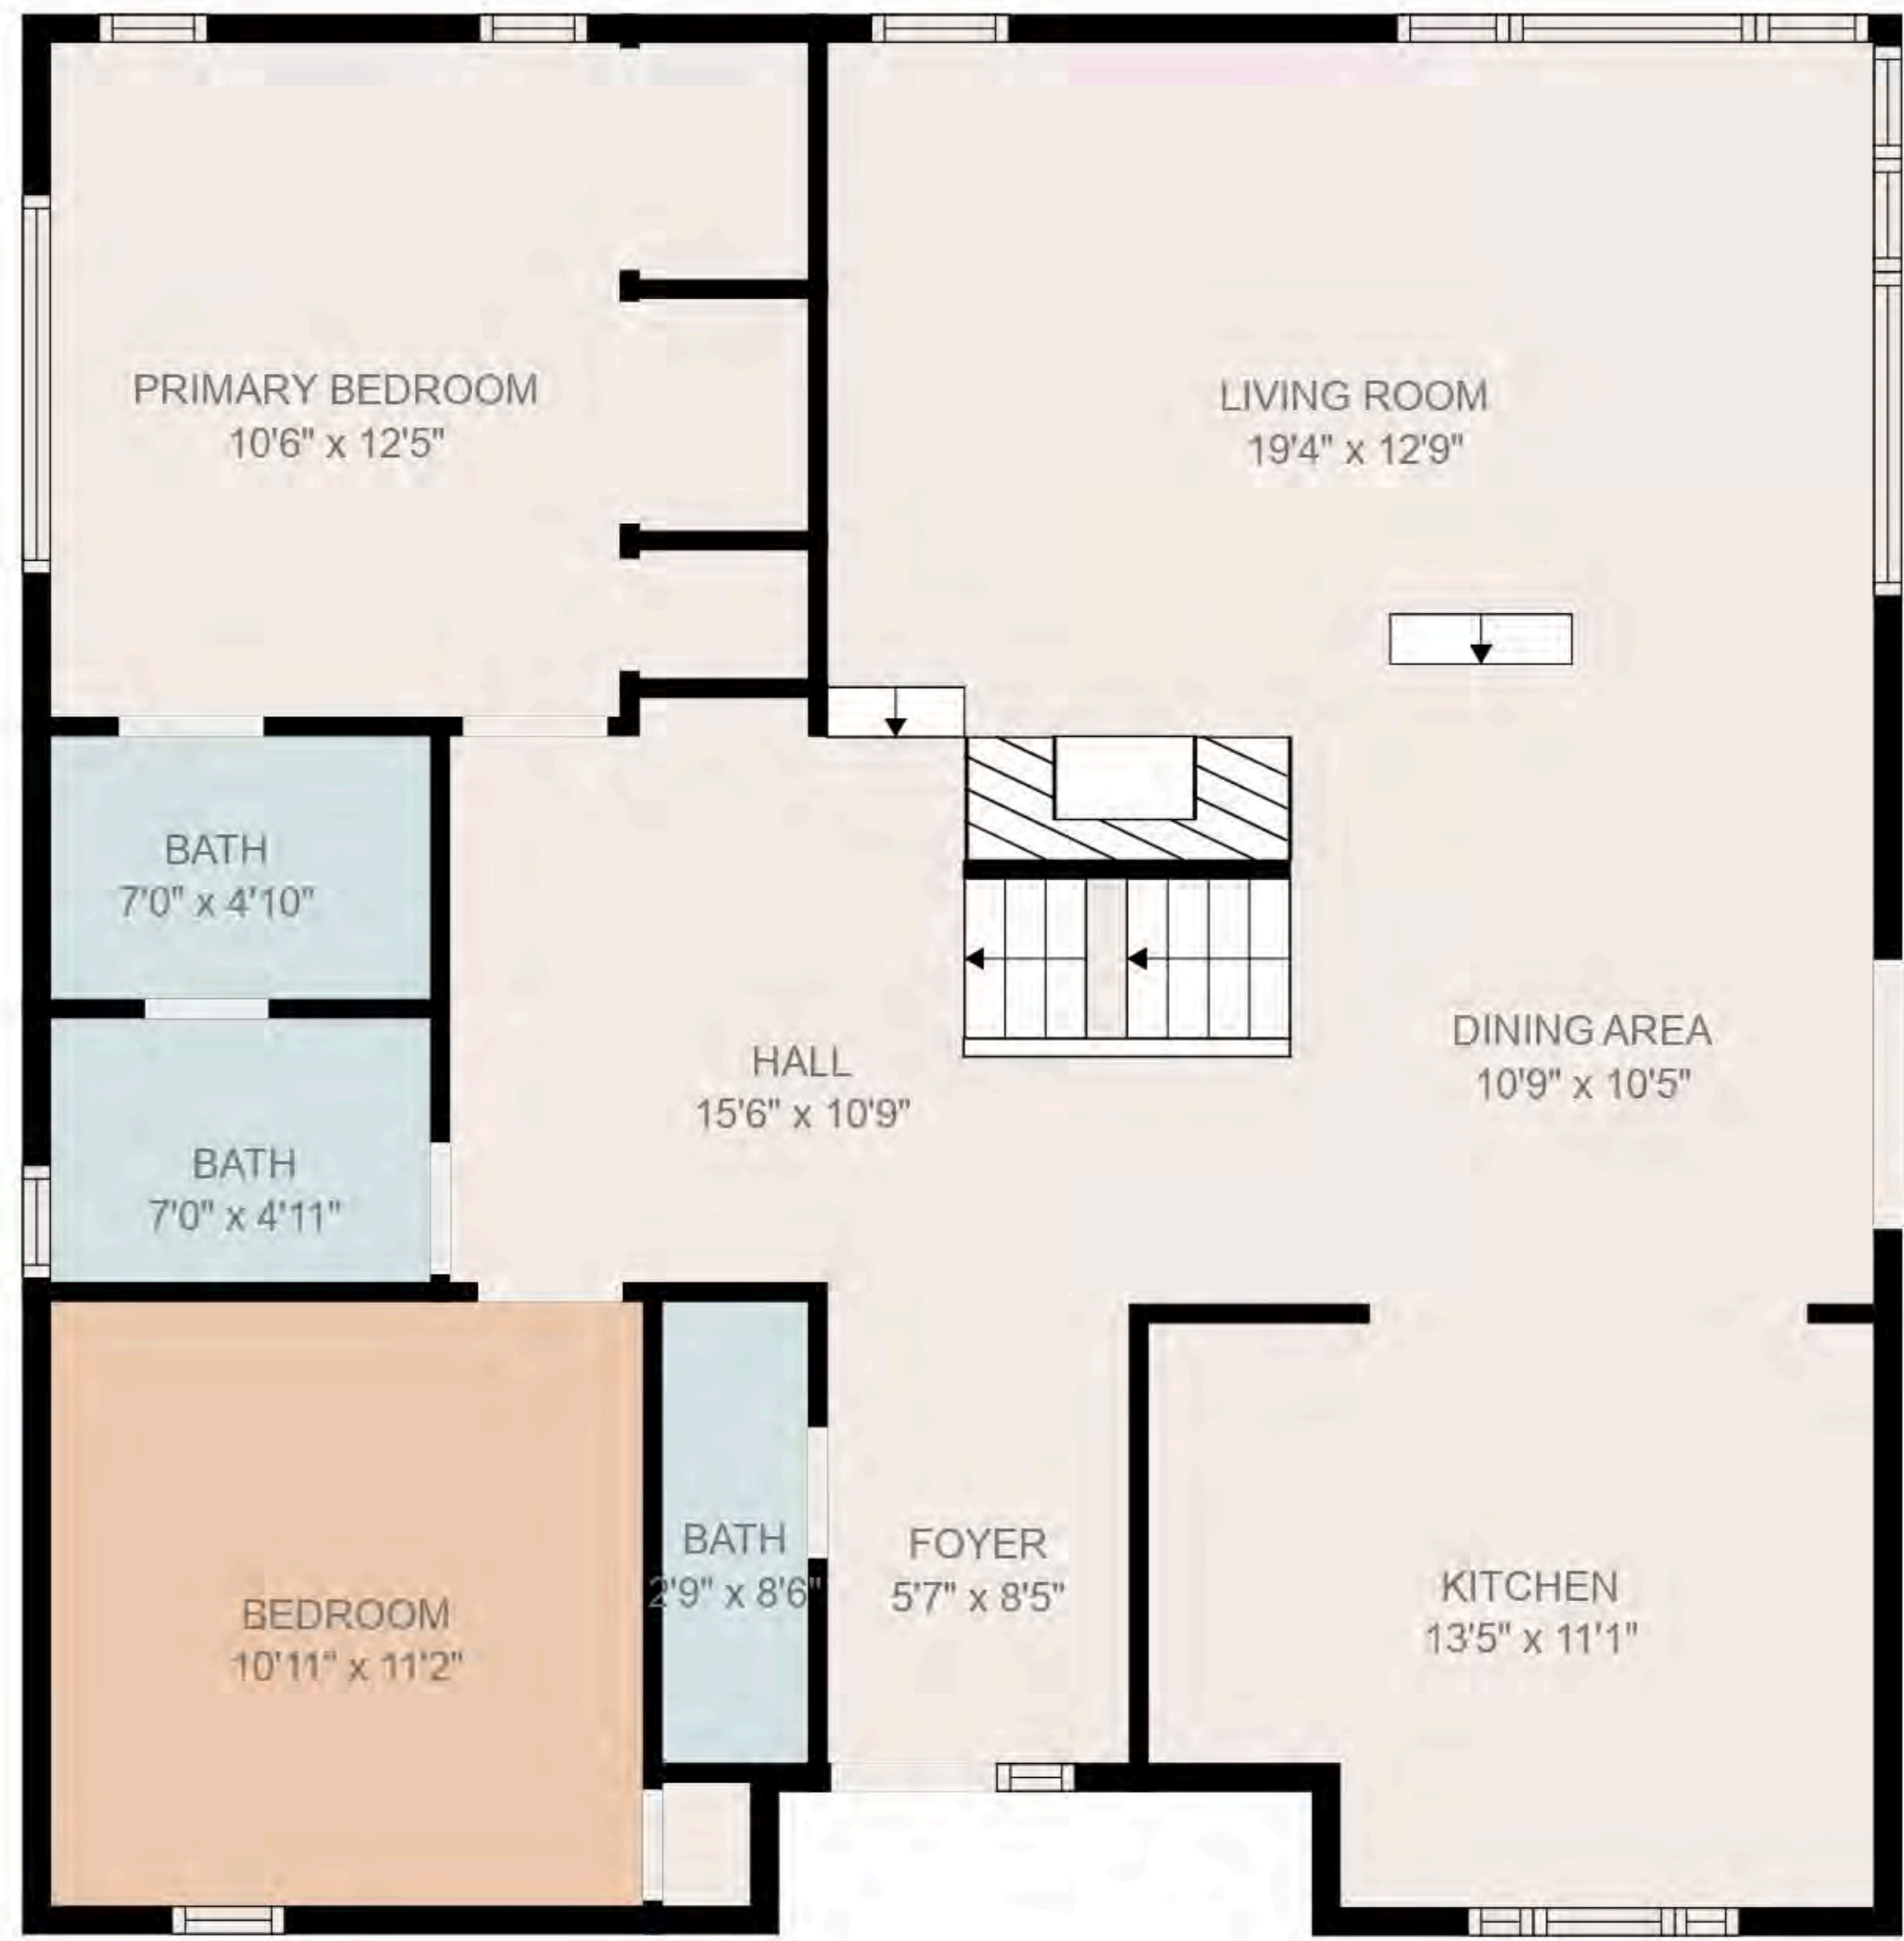 PRIMARY BEDROOM
10'6" x 12'5"
LIVING ROOM
19'4" x 12'9"
BATH
7'0" x 4'10"
DINING AREA
10'9" x 10'5"
HALL
15'6" x 10'9"
BATH
7'0" x 4'11"
BATH
2'9" x 8'6"
FOYER
5'7" x 8'5"
KITCHEN
13'5" x 11'1"
BEDROOM
10'11" x 11'2"